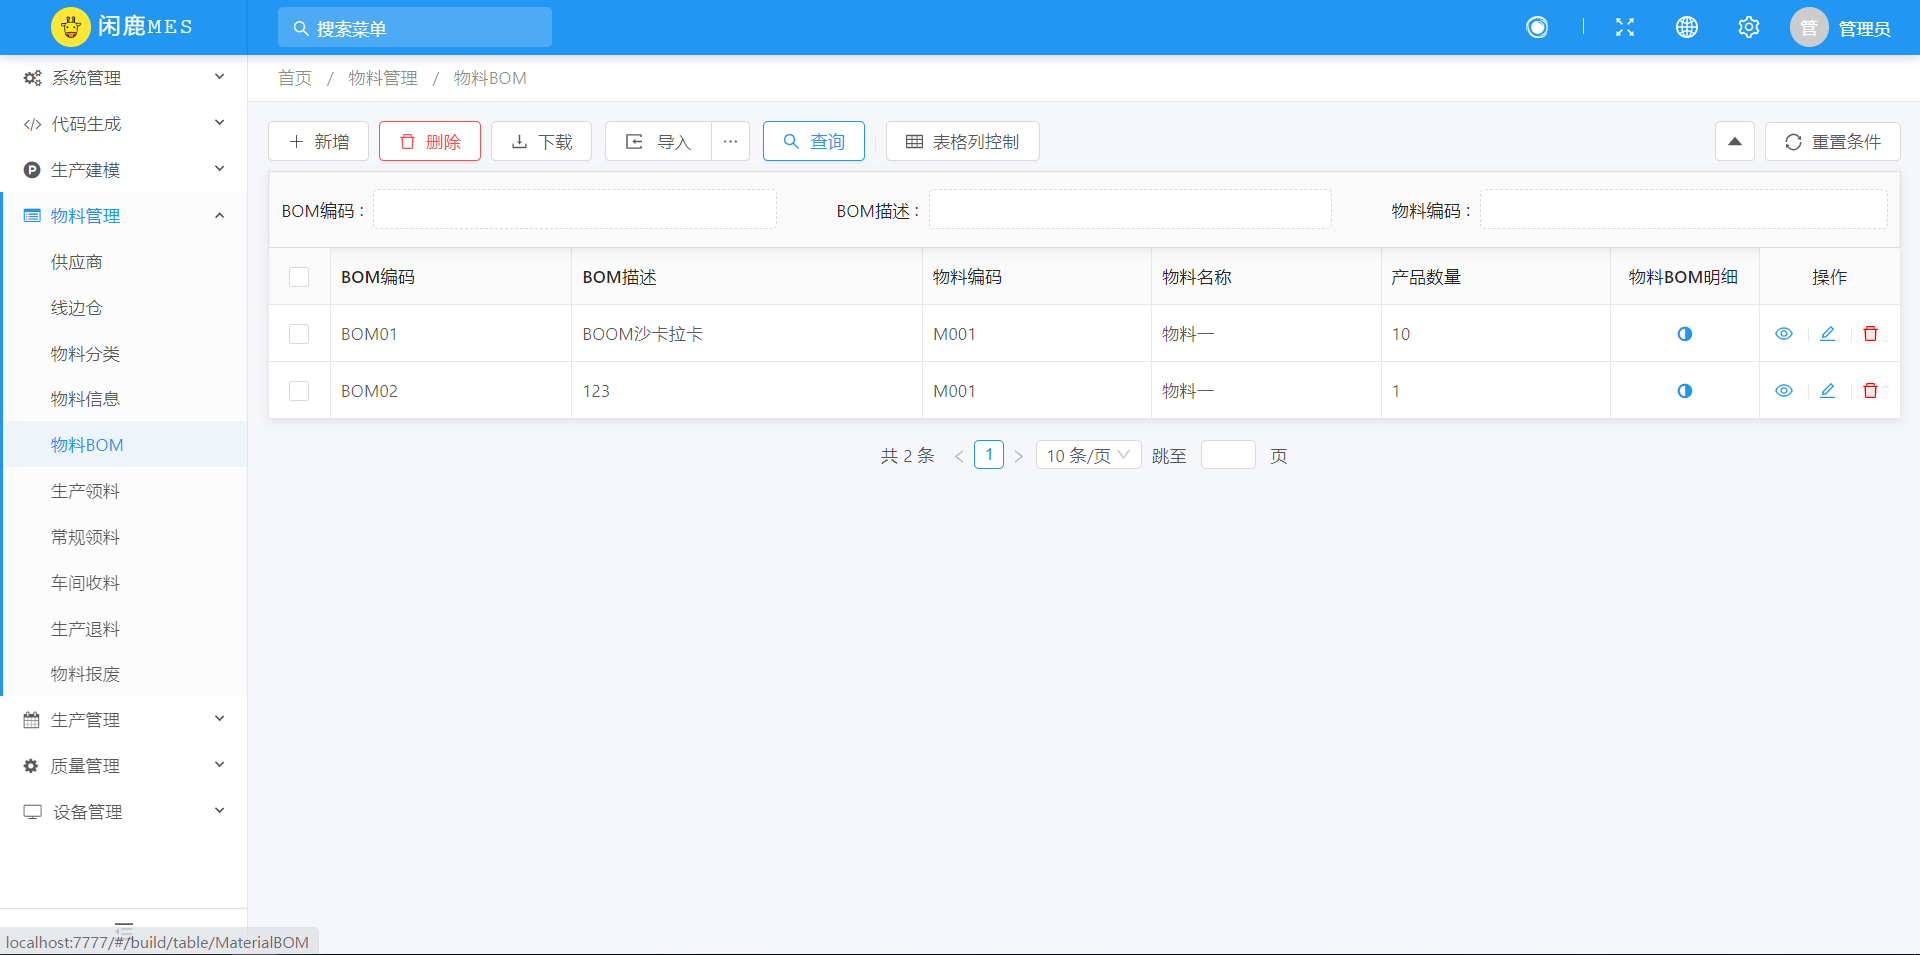 闲鹿MES
搜索菜单
管 管理员
系统管理
代码生成
生产建模
物料管理
供应商
线边仓
物料分类
物料信息
物料BOM
生产领料
常规领料
车间收料
生产退料
物料报废
生产管理
质量管理
设备管理
首页 / 物料管理 / 物料BOM
新增 删除 下载 导入 ··· 查询 表格列控制 重置条件
BOM编码 : BOM描述 : 物料编码 :
BOM编码 BOM描述 物料编码 物料名称 产品数量 物料BOM明细 操作
BOM01 BOOM沙卡拉卡 M001 物料一 10
BOM02 123 M001 物料一 1
共 2 条 < 1 > 10 条/页 跳至 页
localhost:7777/#/build/table/MaterialBOM